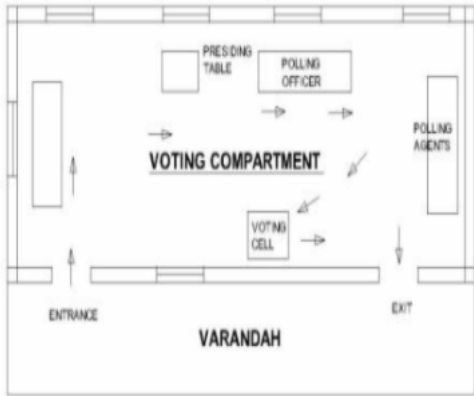 PRESIDING
TABLE
POLLING
OFFICER
POLLING
AGENTS
VOTING COMPARTMENT
VOTING
CELL
ENTRANCE
EXIT
VARANDAH